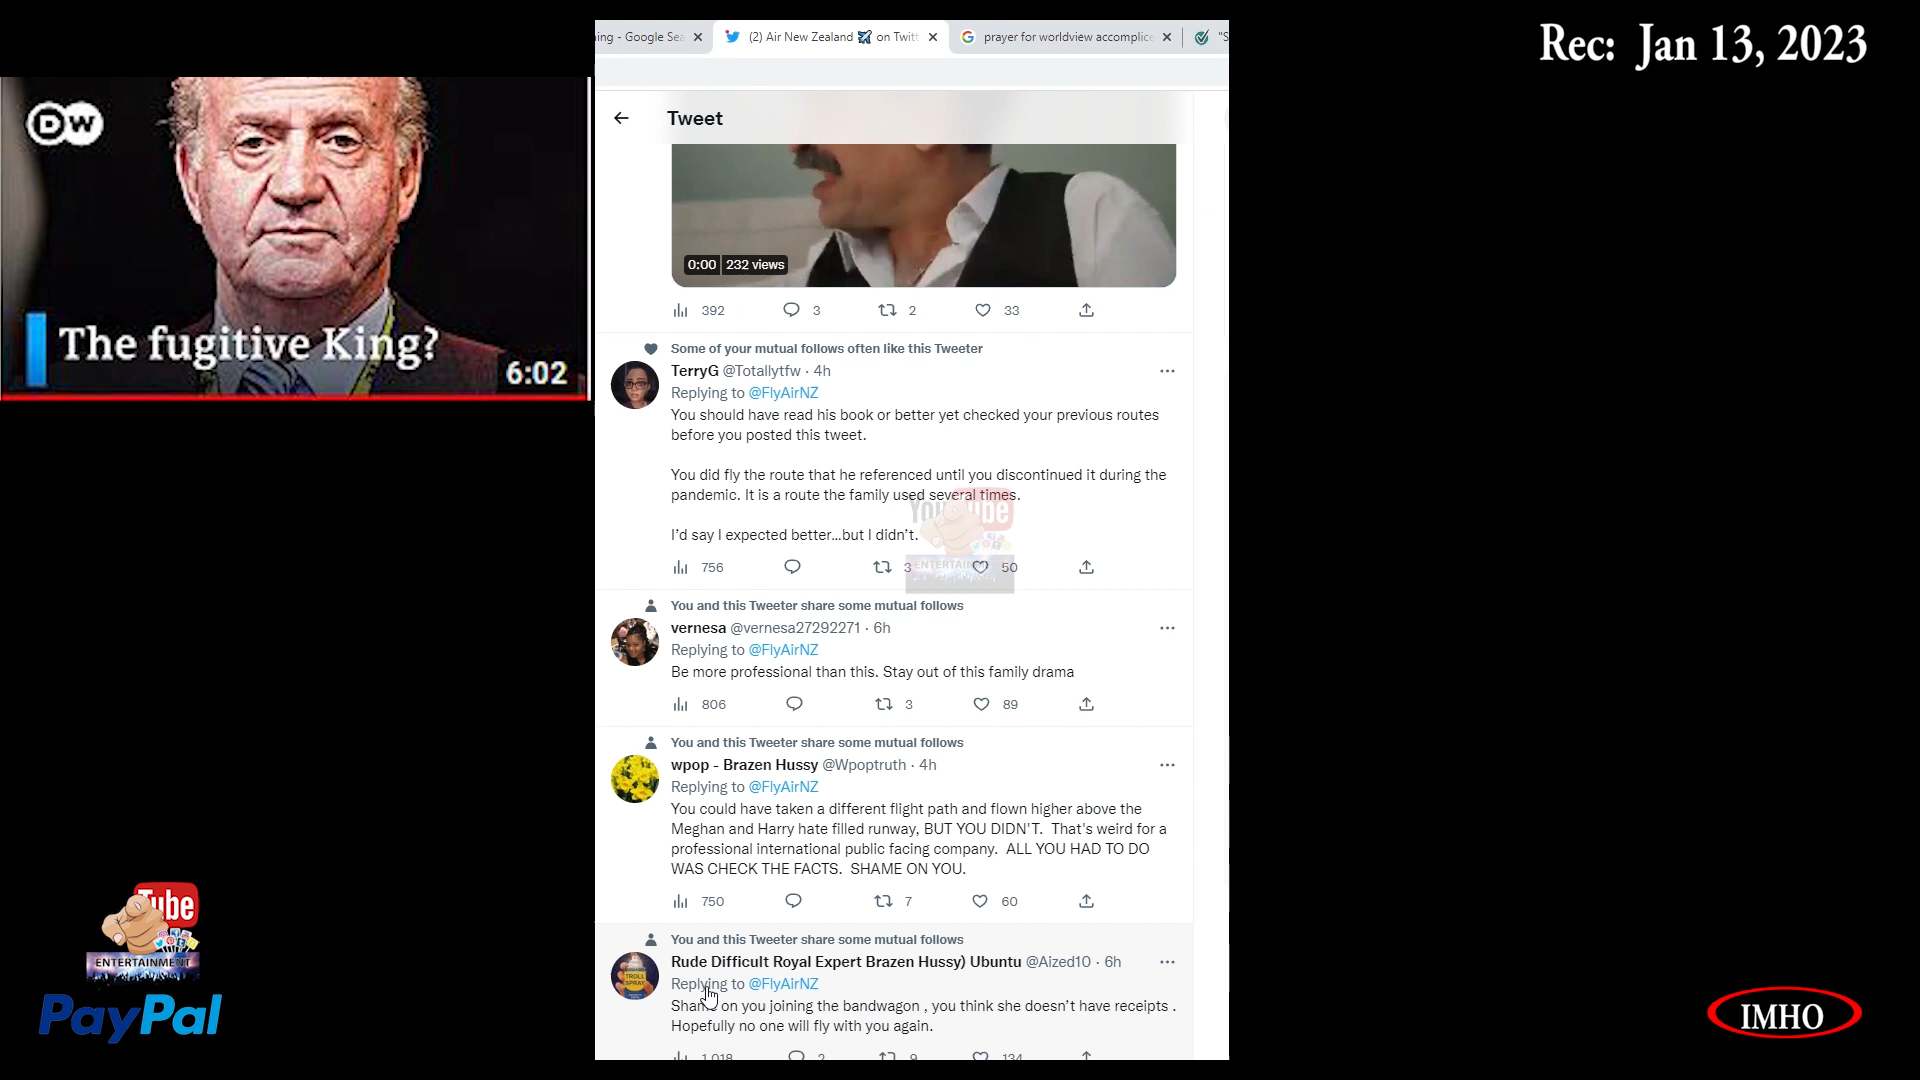 Rec: Jan 13, 2023
ing - Google Sea
(2) Air New Zealand on Twitt
prayer for worldview accomplice
"S
DW
The fugitive King?
6:02
Tweet
0:00 232 views
392 3 2 33
Some of your mutual follows often like this Tweeter
TerryG @Totallytfw · 4h
Replying to @FlyAirNZ
You should have read his book or better yet checked your previous routes
before you posted this tweet.
You did fly the route that he referenced until you discontinued it during the
pandemic. It is a route the family used several times.
I'd say I expected better...but I didn't.
YouTube
ENTERTAINMENT
756 3 50
You and this Tweeter share some mutual follows
vernesa @vernesa27292271 · 6h
Replying to @FlyAirNZ
Be more professional than this. Stay out of this family drama
806 3 89
You and this Tweeter share some mutual follows
wpop - Brazen Hussy @Wpoptruth · 4h
Replying to @FlyAirNZ
You could have taken a different flight path and flown higher above the
Meghan and Harry hate filled runway, BUT YOU DIDN'T. That's weird for a
professional international public facing company. ALL YOU HAD TO DO
WAS CHECK THE FACTS. SHAME ON YOU.
750 7 60
You and this Tweeter share some mutual follows
Rude Difficult Royal Expert Brazen Hussy) Ubuntu @Aized10 · 6h
Replying to @FlyAirNZ
Shame on you joining the bandwagon , you think she doesn't have receipts .
Hopefully no one will fly with you again.
1,018 2 9 134
TROLL
SPRAY
Tube
ENTERTAINMENT
PayPal
IMHO